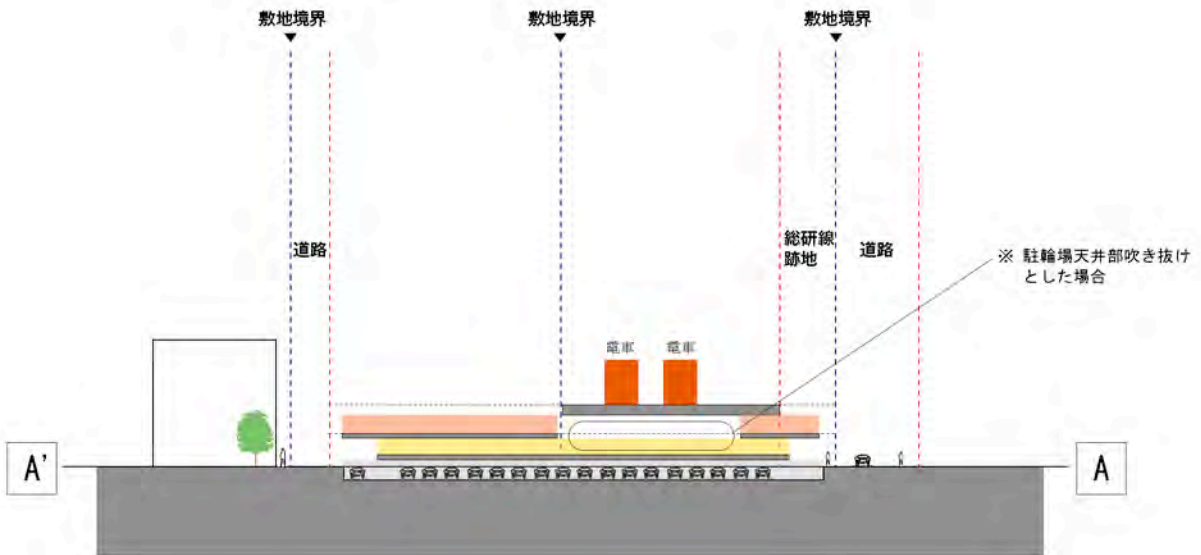 敷地境界
敷地境界
敷地境界
道路
総研線
跡地
道路
※ 駐輪場天井部吹き抜け
とした場合
電車
電車
A'
A